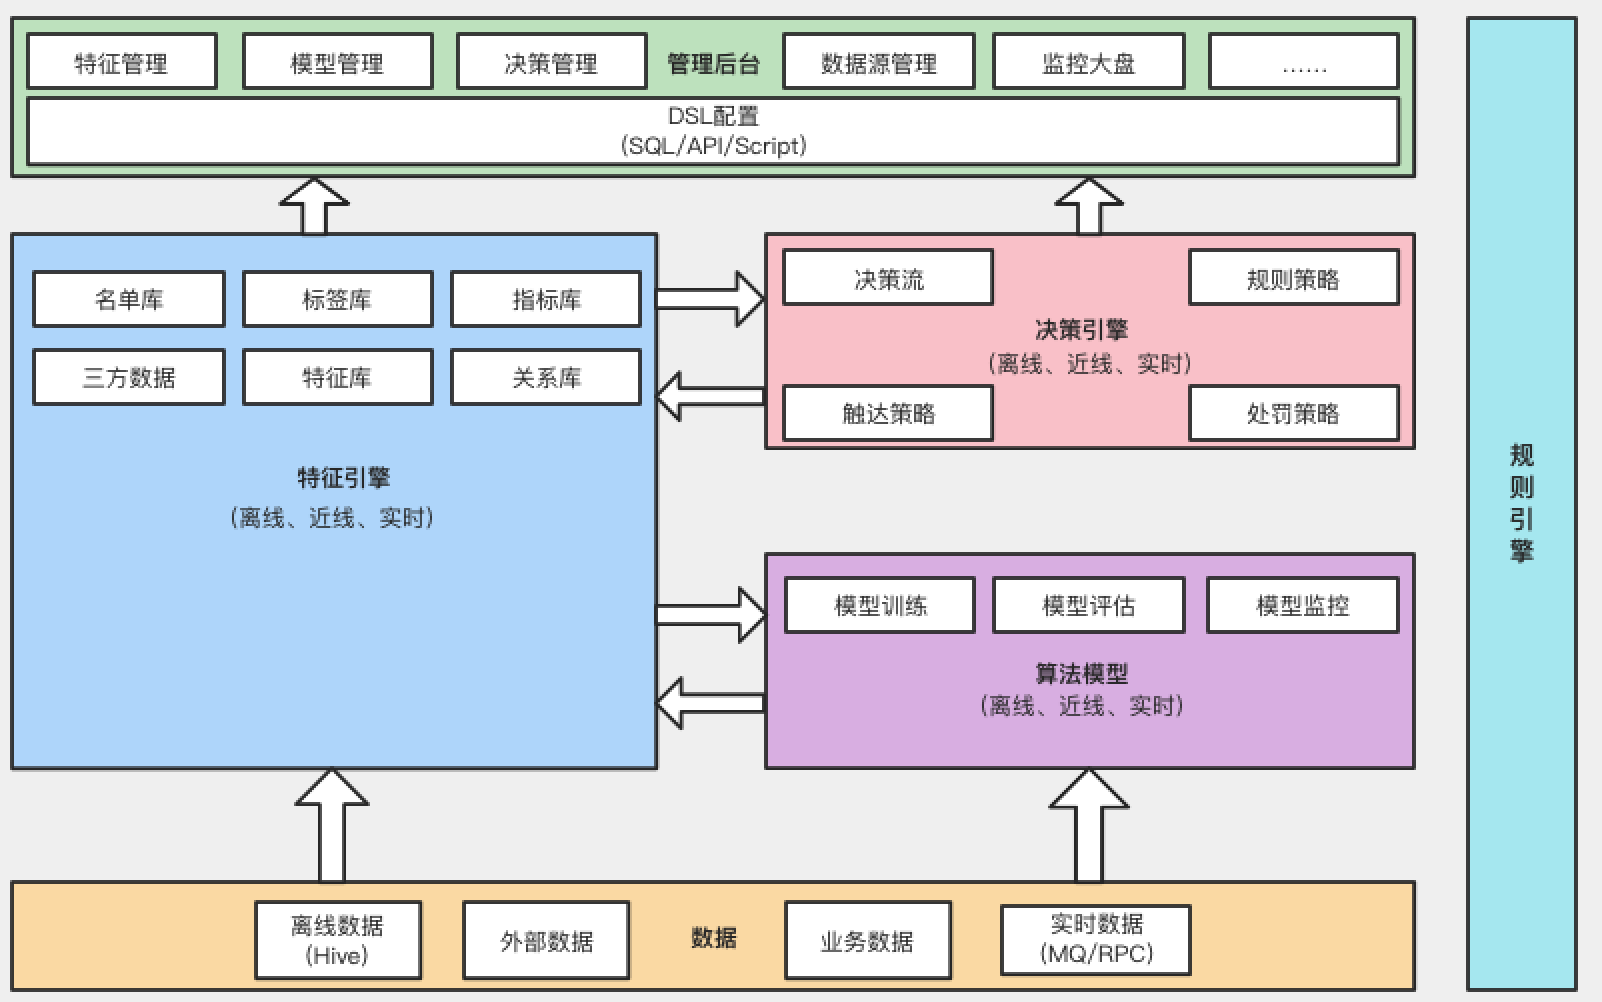 特征管理
模型管理
决策管理
管理后台
数据源管理
监控大盘
……
DSL配置
(SQL/API/Script)
名单库
标签库
指标库
三方数据
特征库
关系库
特征引擎
(离线、近线、实时)
决策流
规则策略
决策引擎
(离线、近线、实时)
触达策略
处罚策略
模型训练
模型评估
模型监控
算法模型
(离线、近线、实时)
离线数据
(Hive)
外部数据
数据
业务数据
实时数据
(MQ/RPC)
规
则
引
擎